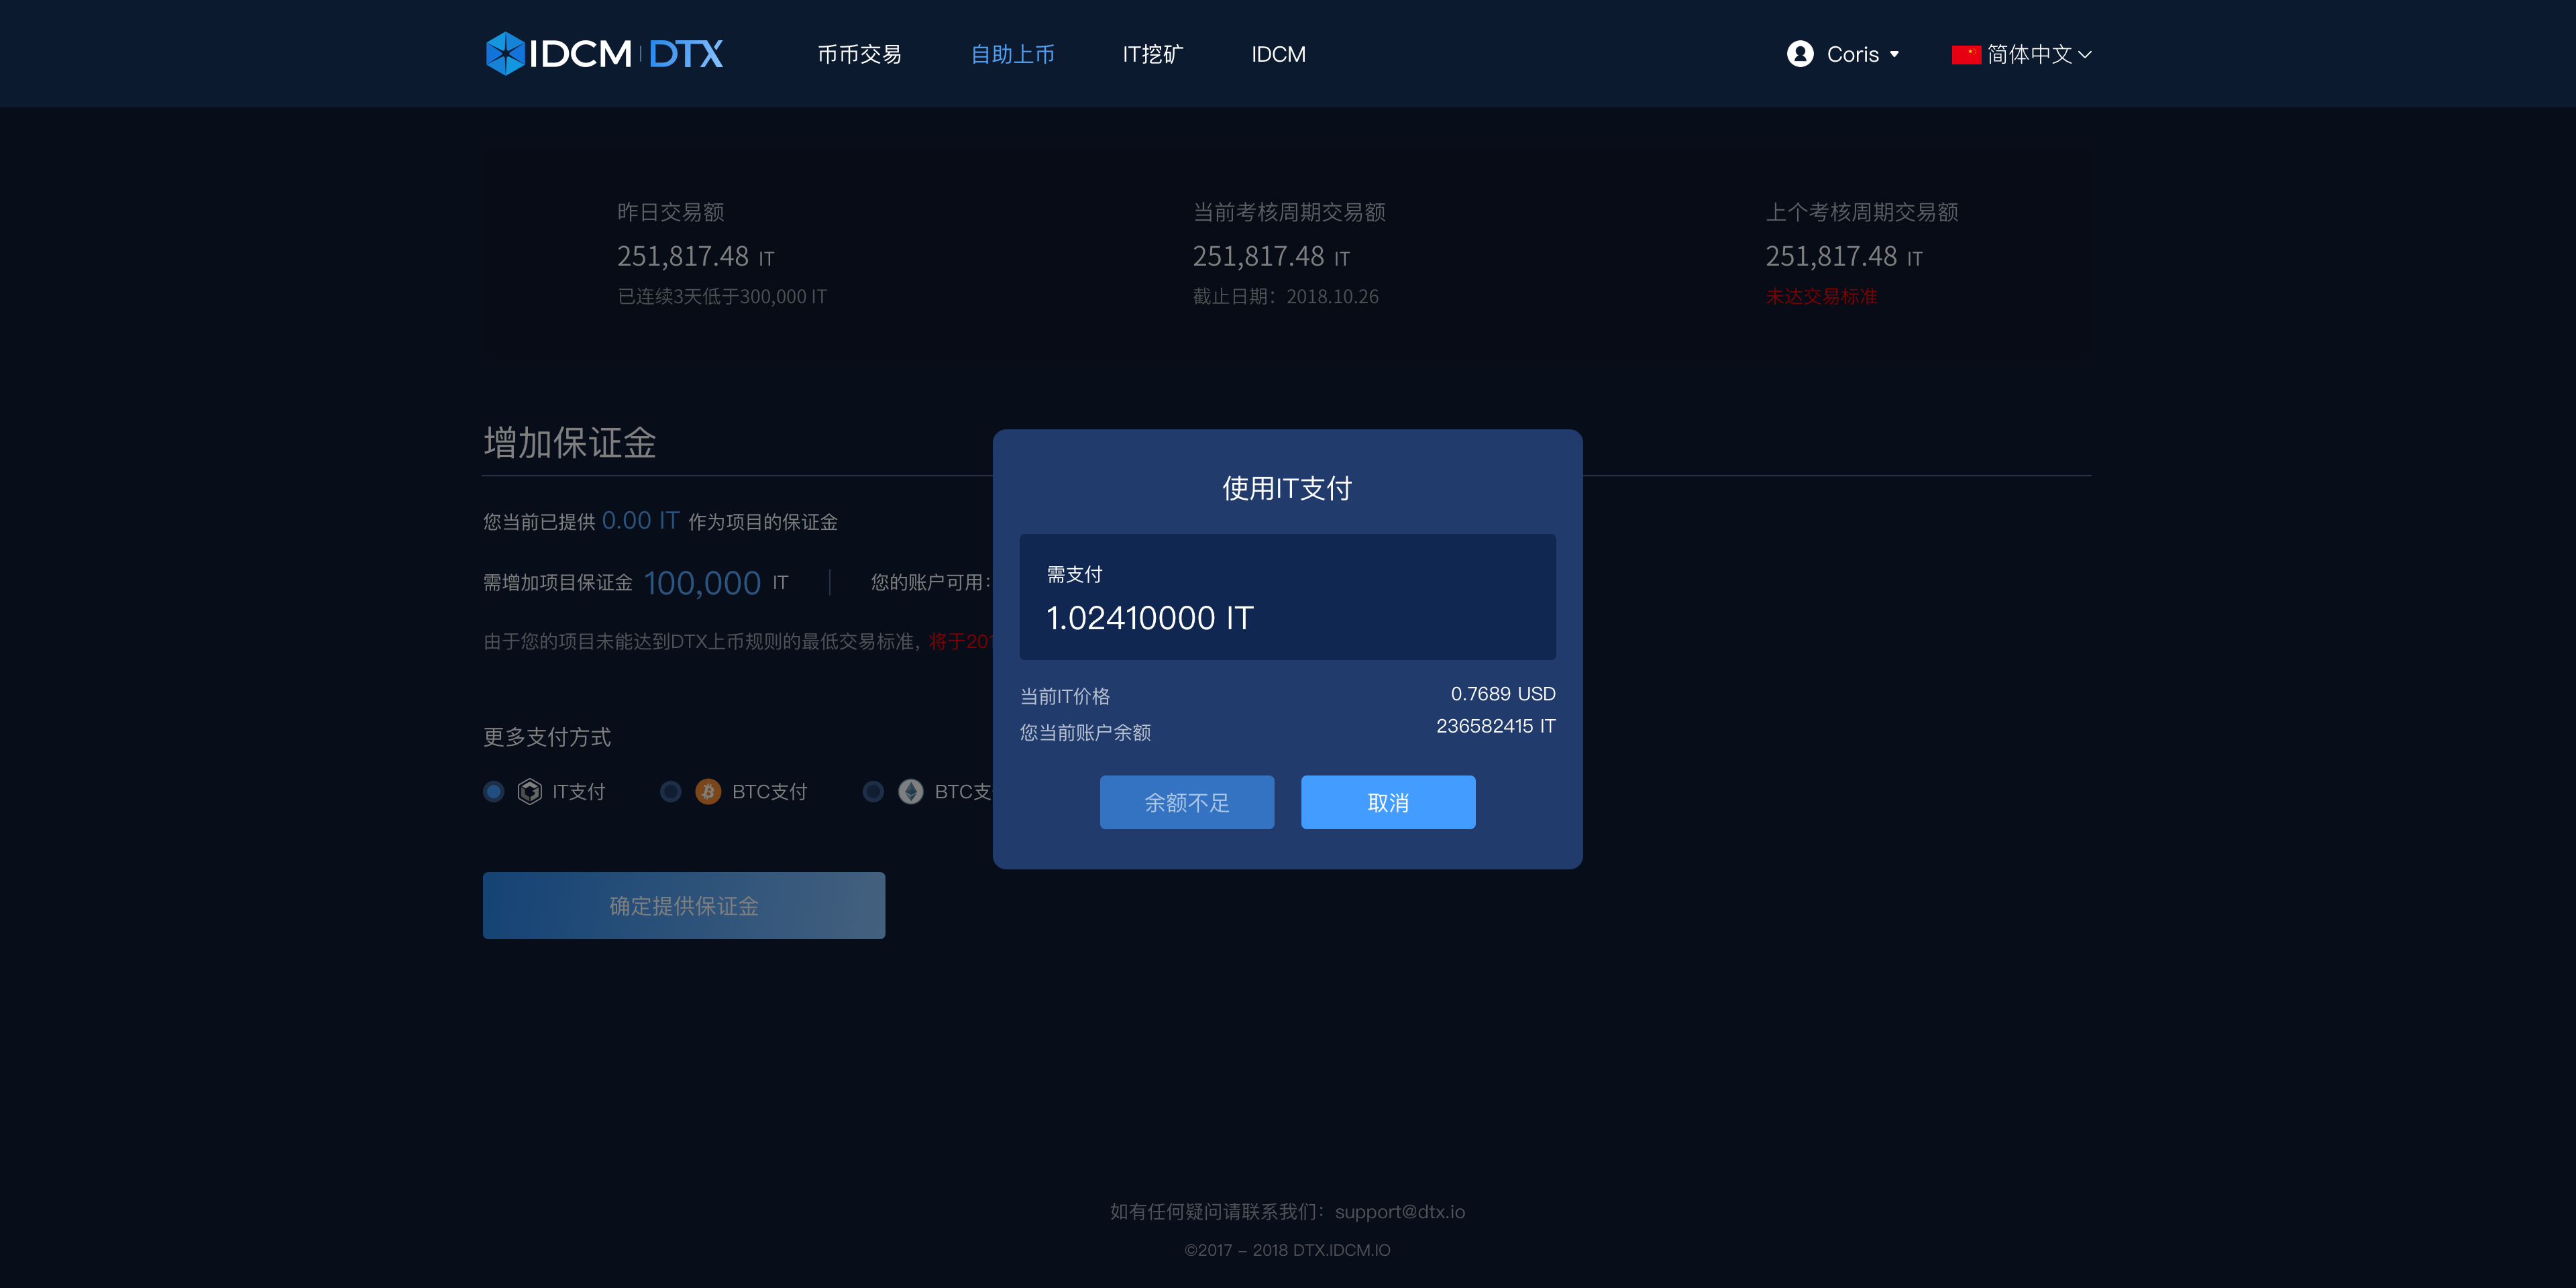 IDCM DTX 币币交易 自助上币 IT挖矿 IDCM Coris 简体中文
昨日交易额 当前考核周期交易额 上个考核周期交易额
251,817.48 IT 251,817.48 IT 251,817.48 IT
已连续3天低于300,000 IT 截止日期：2018.10.26 未达交易标准
增加保证金
您当前已提供 0.00 IT 作为项目的保证金
需增加项目保证金 100,000 IT 您的账户可用：
由于您的项目未能达到DTX上币规则的最低交易标准，将于201
更多支付方式
IT支付 BTC支付 BTC支
确定提供保证金
使用IT支付
需支付
1.02410000 IT
当前IT价格 0.7689 USD
您当前账户余额 236582415 IT
余额不足 取消
如有任何疑问请联系我们：support@dtx.io
©2017 – 2018 DTX.IDCM.IO